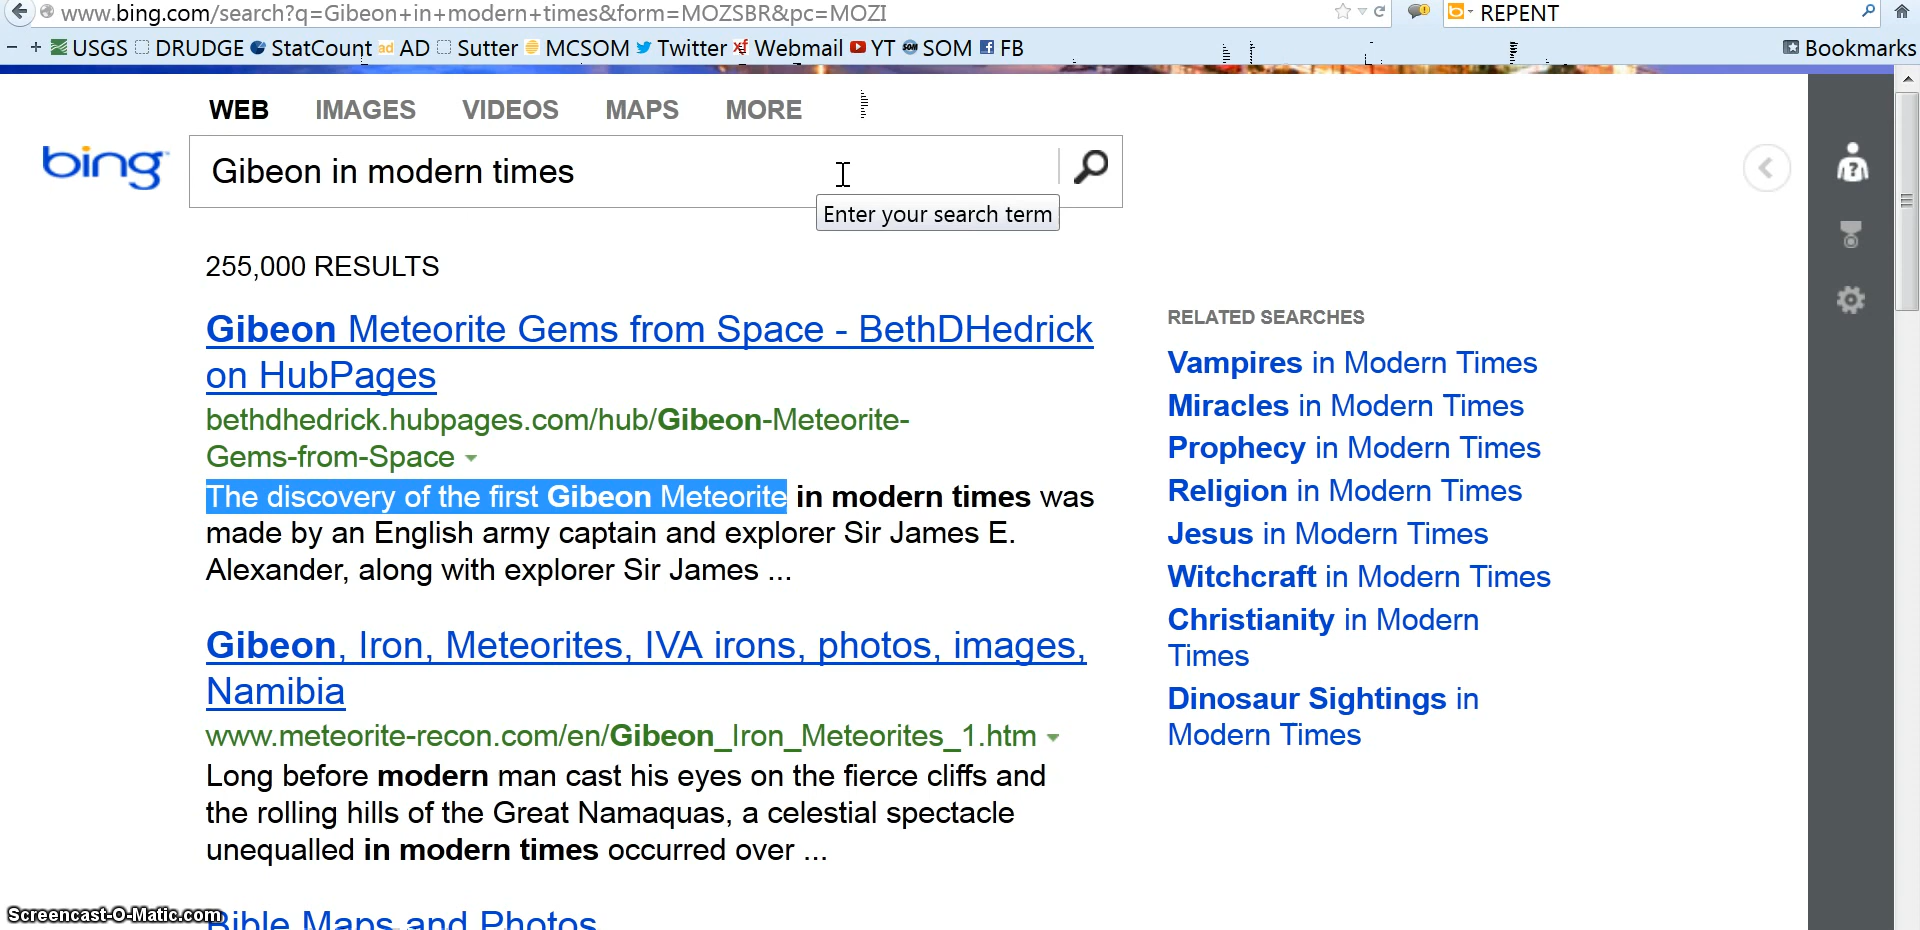 www.bing.com/search?q=Gibeon+in+modern+times&form=MOZSBR&pc=MOZI
REPENT
USGS DRUDGE StatCount ad AD Sutter MCSOM Twitter Webmail YT SOM FB
Bookmarks
WEB IMAGES VIDEOS MAPS MORE
bing
Gibeon in modern times
Enter your search term
255,000 RESULTS
Gibeon Meteorite Gems from Space - BethDHedrick
on HubPages
bethdhedrick.hubpages.com/hub/Gibeon-Meteorite-
Gems-from-Space
The discovery of the first Gibeon Meteorite in modern times was
made by an English army captain and explorer Sir James E.
Alexander, along with explorer Sir James ...
Gibeon, Iron, Meteorites, IVA irons, photos, images,
Namibia
www.meteorite-recon.com/en/Gibeon_Iron_Meteorites_1.htm
Long before modern man cast his eyes on the fierce cliffs and
the rolling hills of the Great Namaquas, a celestial spectacle
unequalled in modern times occurred over ...
Bible Maps and Photos
RELATED SEARCHES
Vampires in Modern Times
Miracles in Modern Times
Prophecy in Modern Times
Religion in Modern Times
Jesus in Modern Times
Witchcraft in Modern Times
Christianity in Modern
Times
Dinosaur Sightings in
Modern Times
Screencast-O-Matic.com